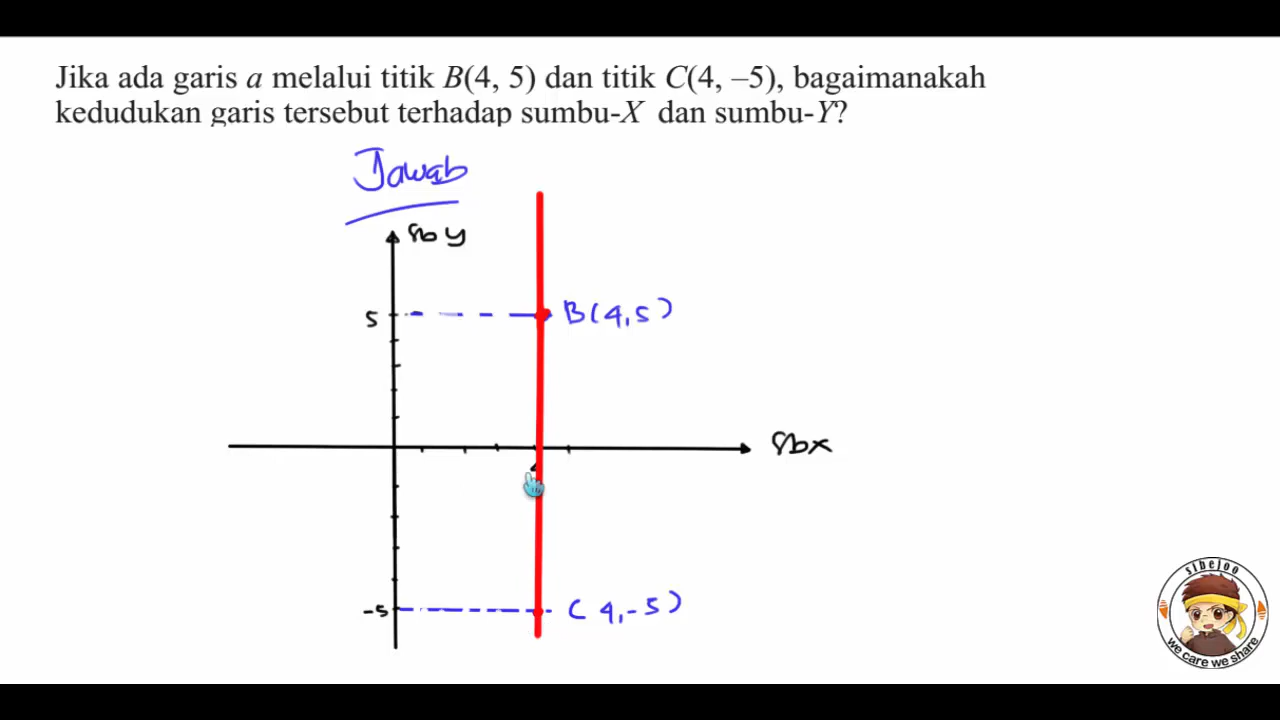 Jika ada garis a melalui titik B(4, 5) dan titik C(4, –5), bagaimanakah
kedudukan garis tersebut terhadap sumbu-X dan sumbu-Y?
Jawab
sb y
5
B(4,5)
sbx
-5
(4,-5)
sibejoo
we care we share